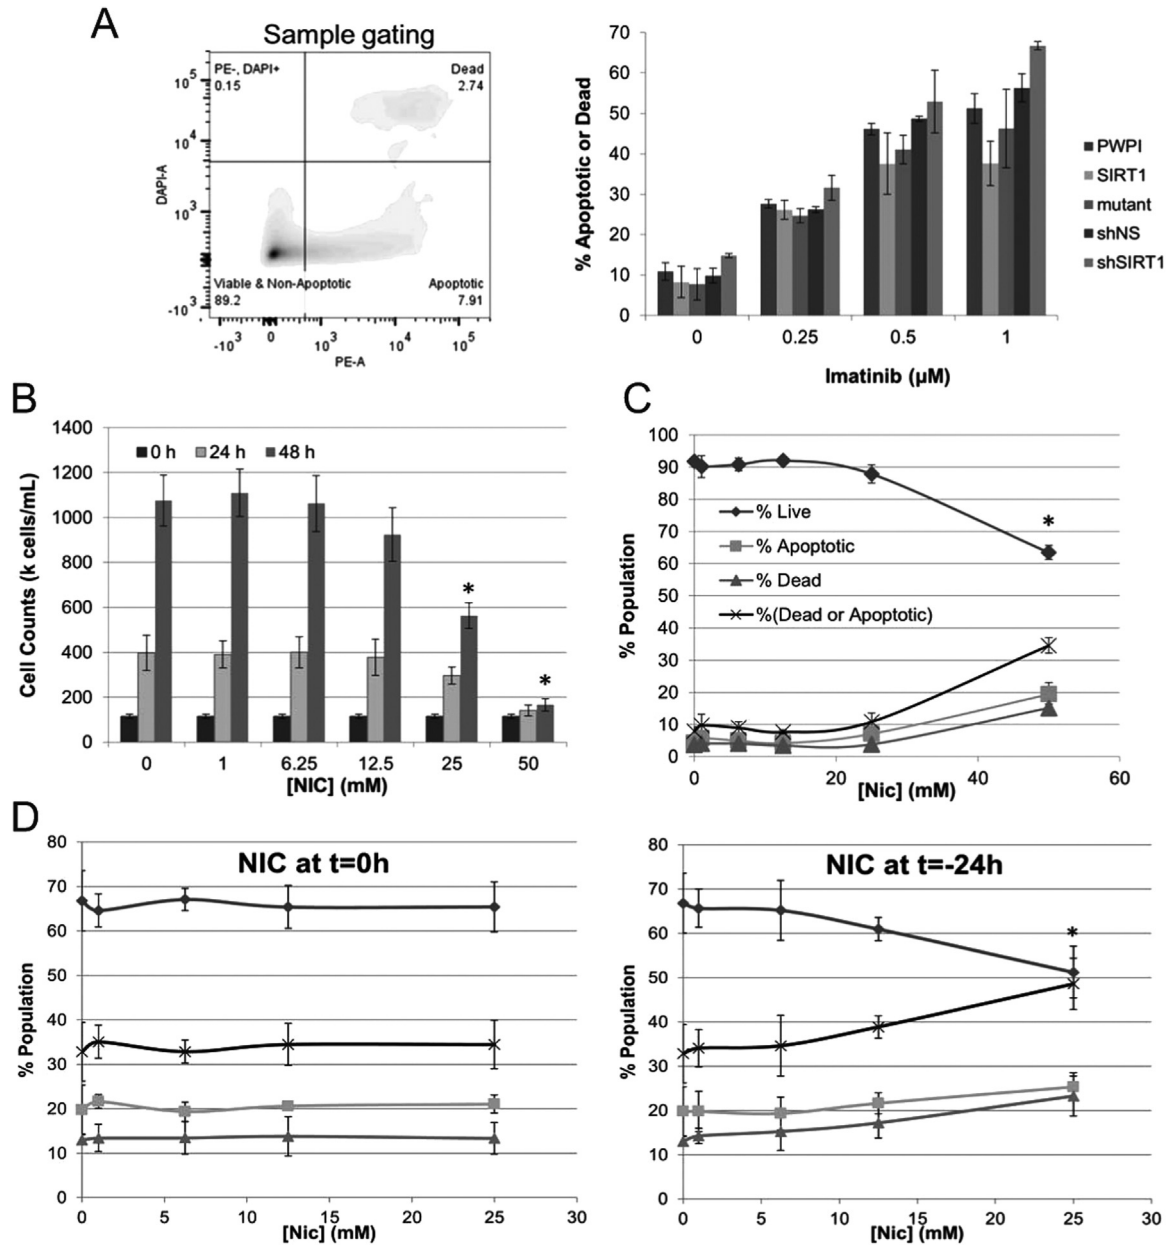 A
Sample gating
PE-, DAPI+
0.15
Dead
2.74
10^5
10^4
10^3
-10^3
DAPI-A
Viable & Non-Apoptotic
89.2
Apoptotic
7.91
-10^3 0 10^3 10^4 10^5
PE-A
70
60
50
40
30
20
10
0
% Apoptotic or Dead
PWPI
SIRT1
mutant
shNS
shSIRT1
0 0.25 0.5 1
Imatinib (µM)
B
1400
1200
1000
800
600
400
200
0
Cell Counts (k cells/mL)
0 h 24 h 48 h
*
*
0 1 6.25 12.5 25 50
[NIC] (mM)
C
100
90
80
70
60
50
40
30
20
10
0
% Population
% Live
% Apoptotic
% Dead
%(Dead or Apoptotic)
*
0 20 40 60
[Nic] (mM)
D
NIC at t=0h
80
70
60
50
40
30
20
10
0
% Population
0 5 10 15 20 25 30
[Nic] (mM)
NIC at t=-24h
80
70
60
50
40
30
20
10
0
% Population
*
0 5 10 15 20 25 30
[Nic] (mM)